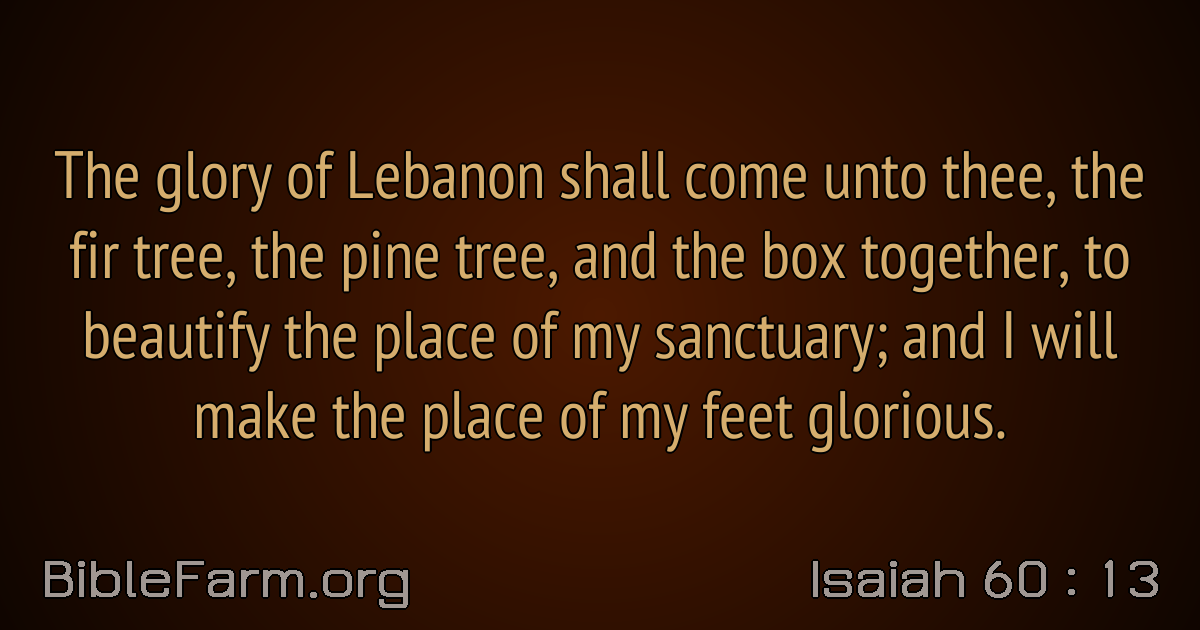 The glory of Lebanon shall come unto thee, the
fir tree, the pine tree, and the box together, to
beautify the place of my sanctuary; and I will
make the place of my feet glorious.
BibleFarm.org
Isaiah 60 : 13